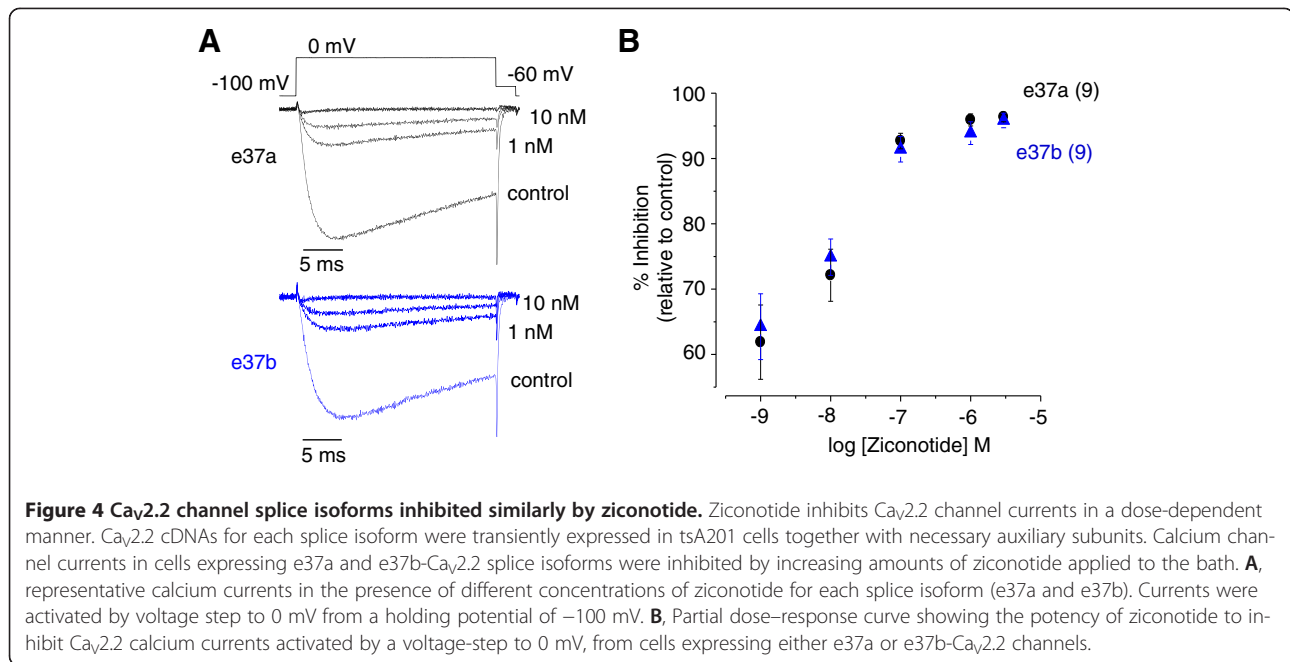 A
0 mV
-100 mV
-60 mV
10 nM
1 nM
e37a
control
5 ms
10 nM
1 nM
e37b
control
5 ms
B
100
90
80
70
60
% Inhibition
(relative to control)
e37a (9)
e37b (9)
-9 -8 -7 -6 -5
log [Ziconotide] M
Figure 4 CaV2.2 channel splice isoforms inhibited similarly by ziconotide. Ziconotide inhibits CaV2.2 channel currents in a dose-dependent
manner. CaV2.2 cDNAs for each splice isoform were transiently expressed in tsA201 cells together with necessary auxiliary subunits. Calcium chan-
nel currents in cells expressing e37a and e37b-CaV2.2 splice isoforms were inhibited by increasing amounts of ziconotide applied to the bath. A,
representative calcium currents in the presence of different concentrations of ziconotide for each splice isoform (e37a and e37b). Currents were
activated by voltage step to 0 mV from a holding potential of −100 mV. B, Partial dose–response curve showing the potency of ziconotide to in-
hibit CaV2.2 calcium currents activated by a voltage-step to 0 mV, from cells expressing either e37a or e37b-CaV2.2 channels.